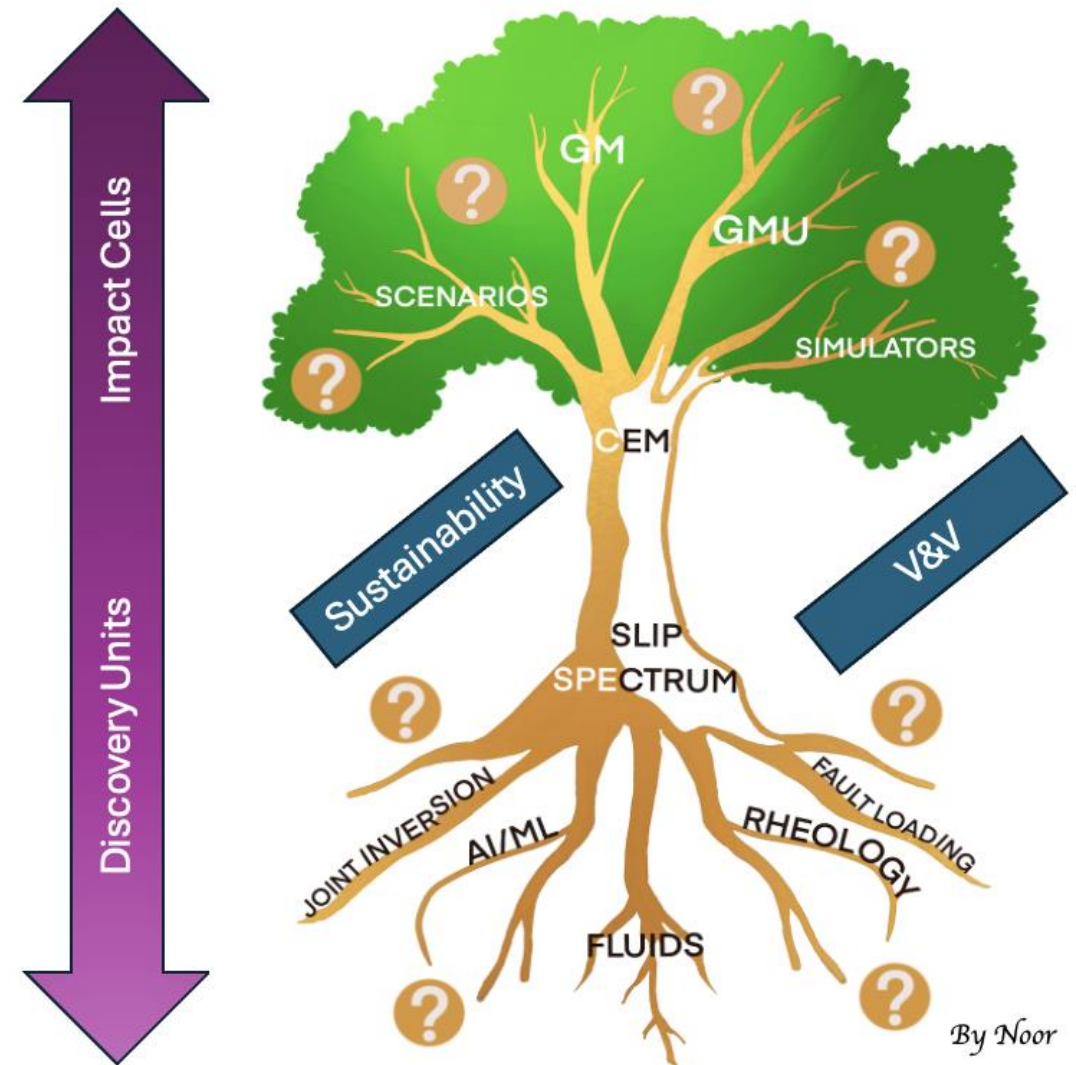 Impact Cells
Discovery Units
?
GM
?
GMU
?
SCENARIOS
SIMULATORS
?
CEM
Sustainability
V&V
SLIP
SPECTRUM
?
?
JOINT INVERSION
AI/ML
FLUIDS
RHEOLOGY
FAULT LOADING
?
?
By Noor